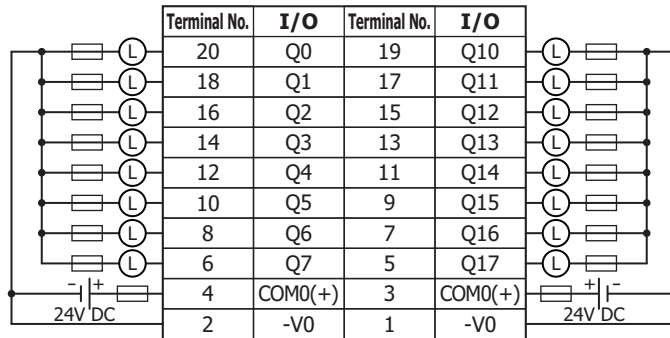 Terminal No. I/O Terminal No. I/O
L 20 Q0 19 Q10 L
L 18 Q1 17 Q11 L
L 16 Q2 15 Q12 L
L 14 Q3 13 Q13 L
L 12 Q4 11 Q14 L
L 10 Q5 9 Q15 L
L 8 Q6 7 Q16 L
L 6 Q7 5 Q17 L
- + 4 COM0(+) 3 COM0(+) + -
24V DC 2 -V0 1 -V0 24V DC